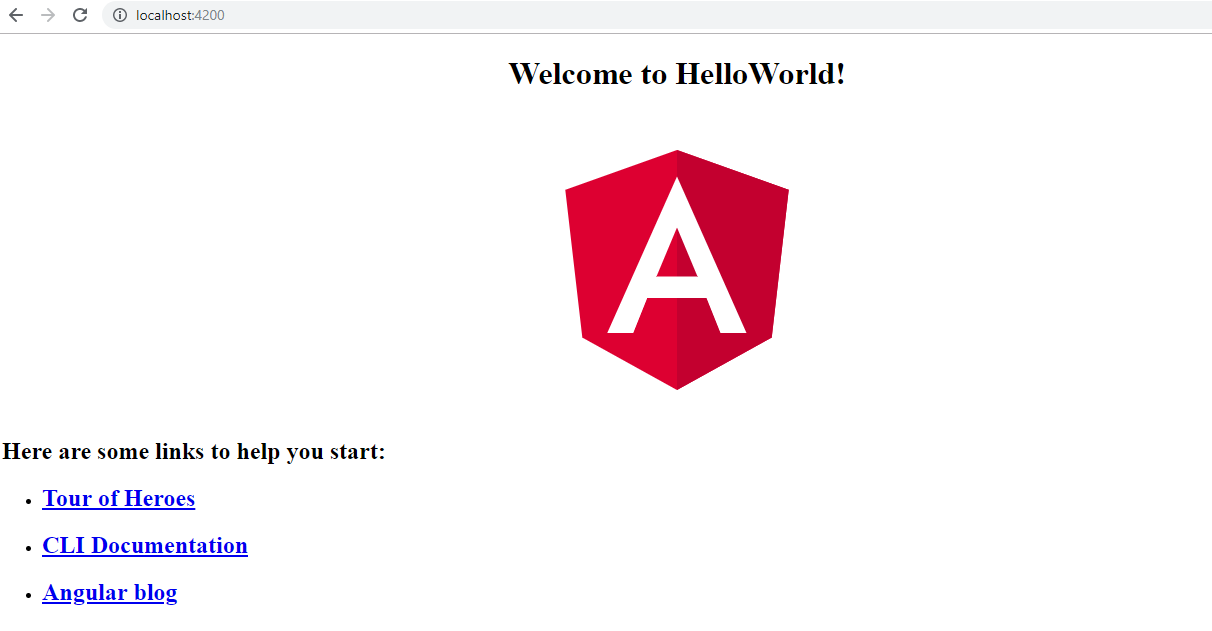 localhost:4200
Welcome to HelloWorld!
A
Here are some links to help you start:
Tour of Heroes
CLI Documentation
Angular blog